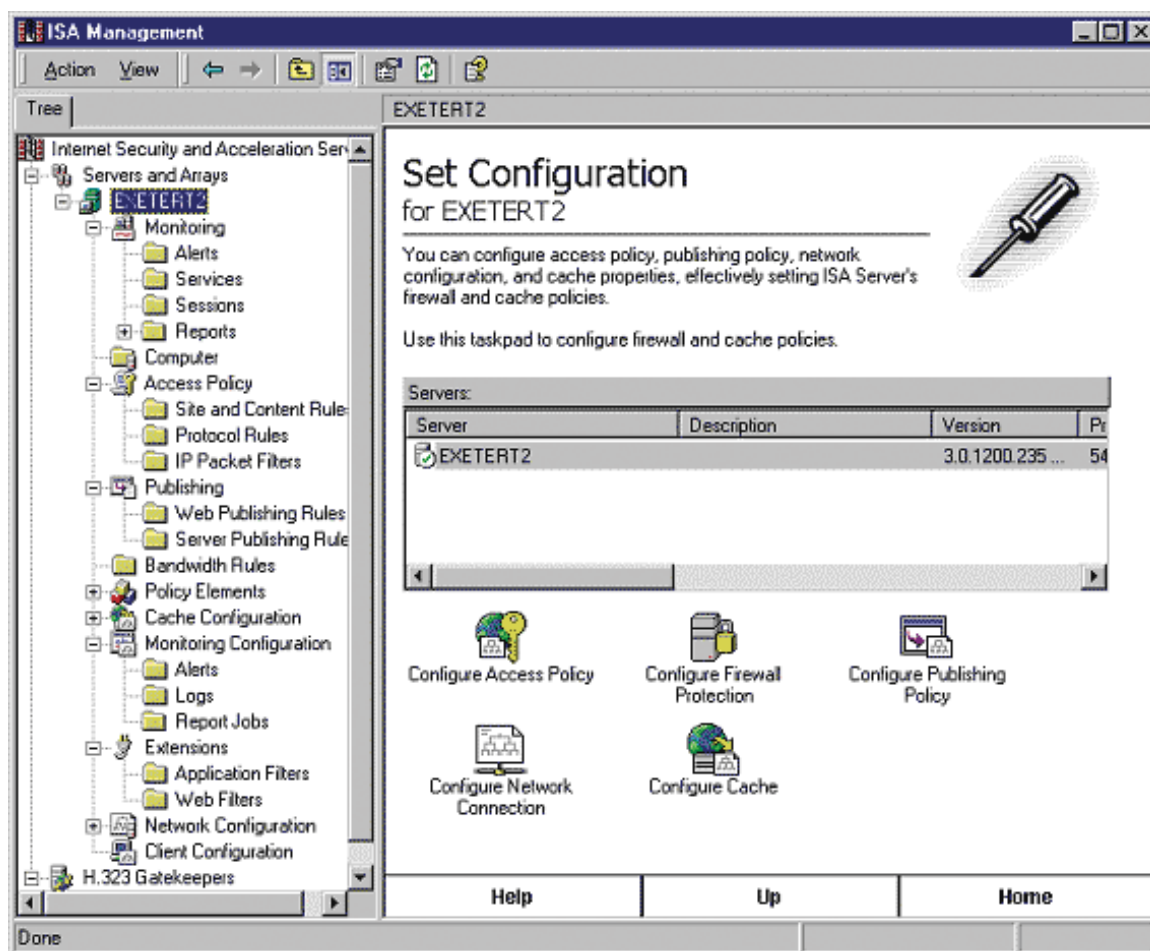 ISA Management
Action View
Tree
EXETERT2
Internet Security and Acceleration Ser
Servers and Arrays
EXETERT2
Monitoring
Alerts
Services
Sessions
Reports
Computer
Access Policy
Site and Content Rule
Protocol Rules
IP Packet Filters
Publishing
Web Publishing Rules
Server Publishing Rule
Bandwidth Rules
Policy Elements
Cache Configuration
Monitoring Configuration
Alerts
Logs
Report Jobs
Extensions
Application Filters
Web Filters
Network Configuration
Client Configuration
H.323 Gatekeepers
Set Configuration
for EXETERT2
You can configure access policy, publishing policy, network
configuration, and cache properties, effectively setting ISA Server's
firewall and cache policies.
Use this taskpad to configure firewall and cache policies.
Servers:
Server Description Version Pr
EXETERT2 3.0.1200.235 ... 54
Configure Access Policy
Configure Firewall
Protection
Configure Publishing
Policy
Configure Network
Connection
Configure Cache
Help Up Home
Done